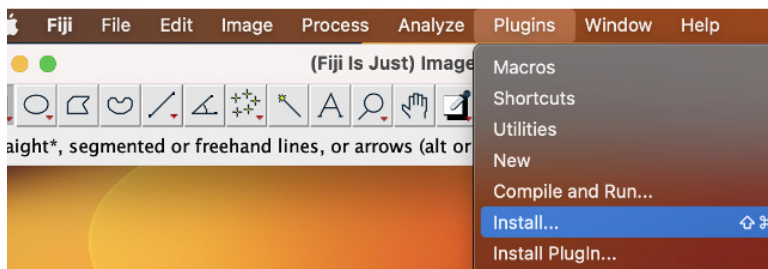 Fiji File Edit Image Process Analyze Plugins Window Help
(Fiji Is Just) Image
aight*, segmented or freehand lines, or arrows (alt or
Macros
Shortcuts
Utilities
New
Compile and Run...
Install... ⇧⌘
Install PlugIn...